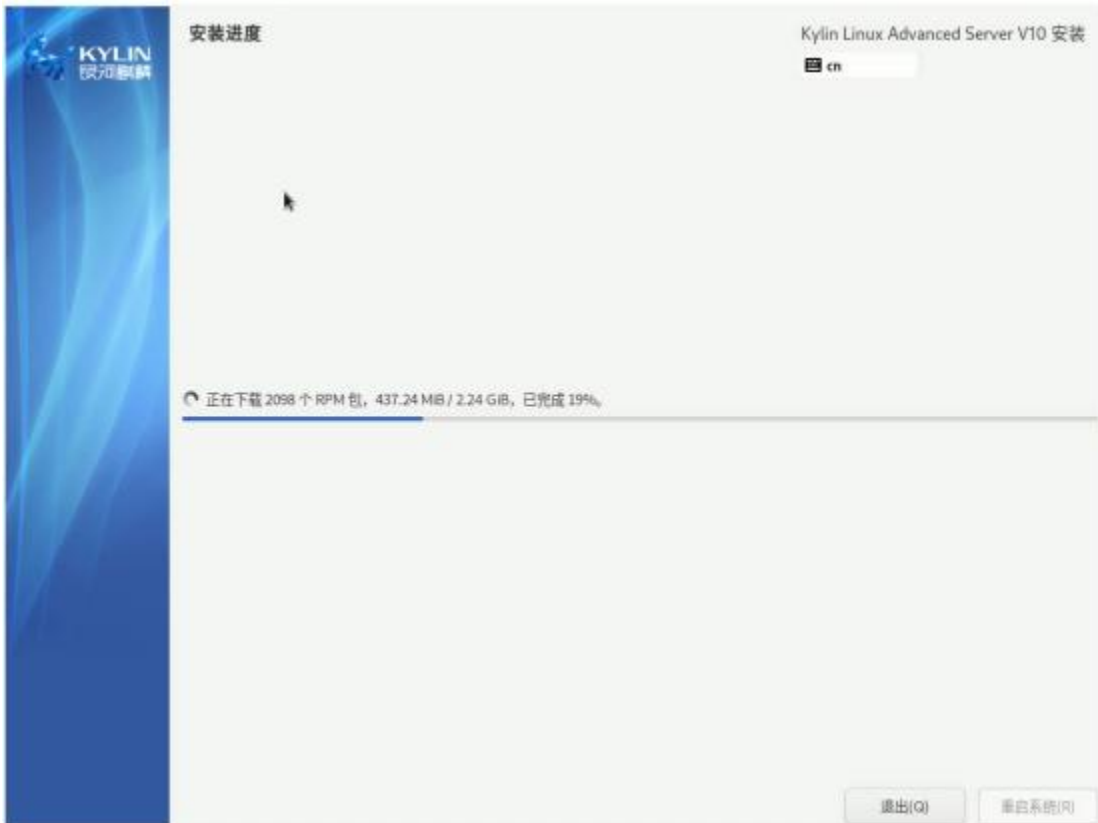 KYLIN
银河麒麟
安装进度
Kylin Linux Advanced Server V10 安装
cn
正在下载 2098 个 RPM 包，437.24 MiB / 2.24 GiB，已完成 19%。
退出(Q)
重启系统(R)